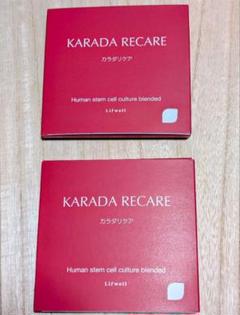 KARADA RECARE
カラダリケア
Human stem cell culture blended
Lifwell
KARADA RECARE
カラダリケア
Human stem cell culture blended
Lifwell